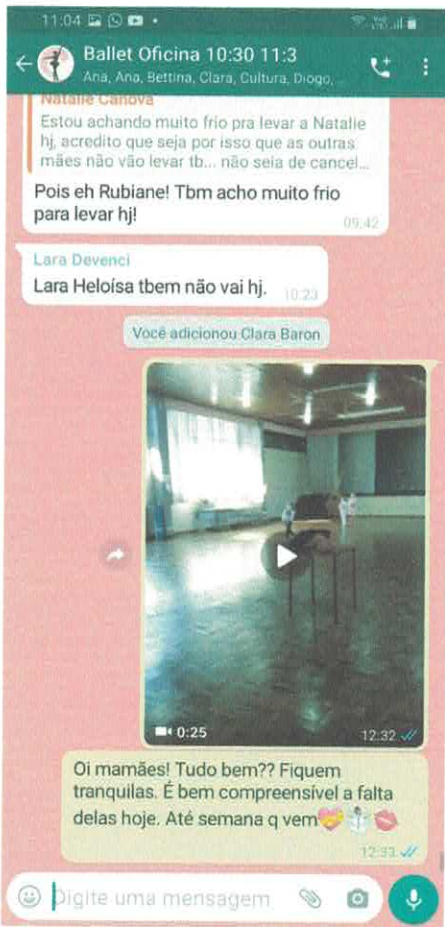 11:04
Ballet Oficina 10:30 11:3
Ana, Ana, Bettina, Clara, Cultura, Diogo,...
Natalie Canova
Estou achando muito frio pra levar a Natalie
hj, acredito que seja por isso que as outras
mães não vão levar tb... não seia de cancel...
Pois eh Rubiane! Tbm acho muito frio
para levar hj!
09:42
Lara Devenci
Lara Heloísa tbem não vai hj.
10:23
Você adicionou Clara Baron
0:25
12:32
Oi mamães! Tudo bem?? Fiquem
tranquilas. É bem compreensível a falta
delas hoje. Até semana q vem
12:33
Digite uma mensagem